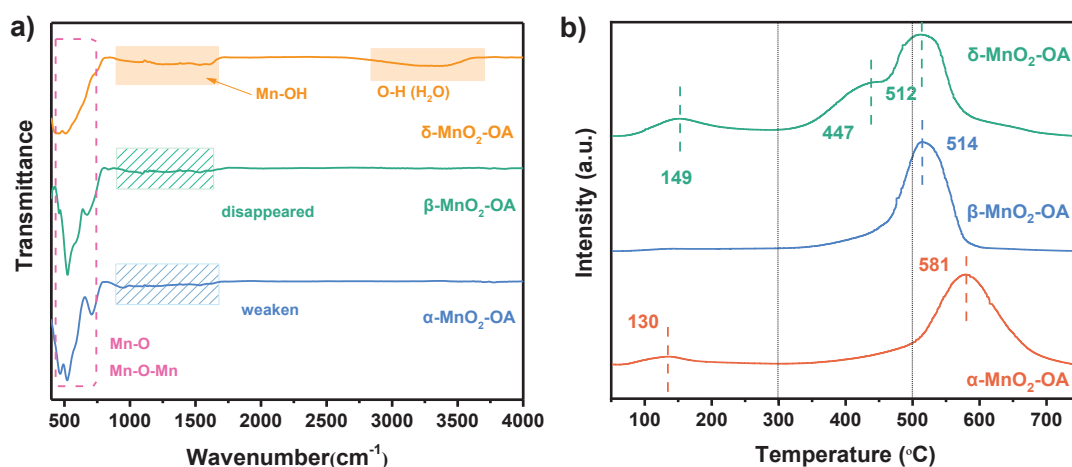 a)
Transmittance
Mn-OH
O-H (H₂O)
δ-MnO₂-OA
disappeared
β-MnO₂-OA
weaken
α-MnO₂-OA
Mn-O
Mn-O-Mn
500 1000 1500 2000 2500 3000 3500 4000
Wavenumber(cm⁻¹)
b)
Intensity (a.u.)
δ-MnO₂-OA
512
447
149
514
β-MnO₂-OA
581
130
α-MnO₂-OA
100 200 300 400 500 600 700
Temperature (°C)